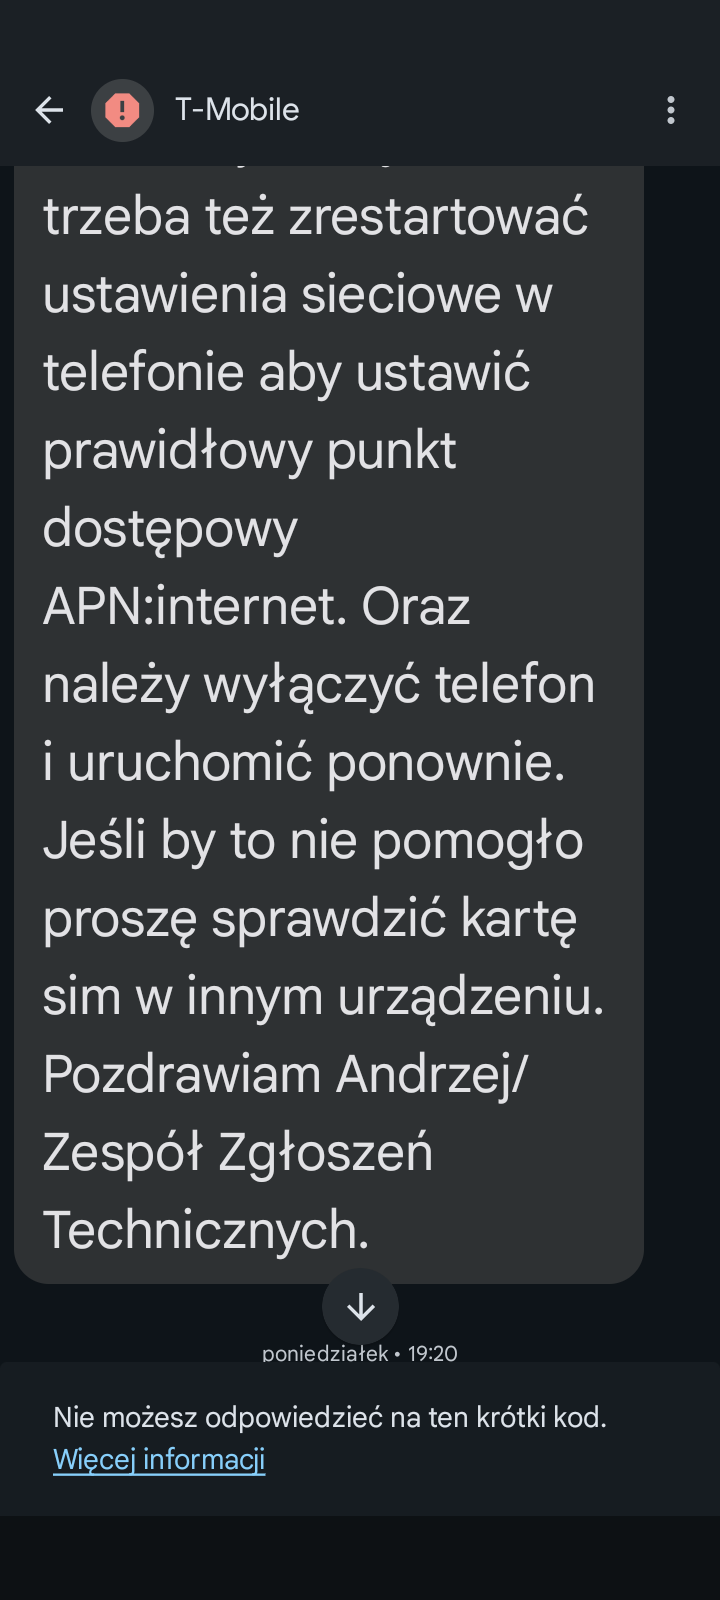 T-Mobile
trzeba też zrestartować
ustawienia sieciowe w
telefonie aby ustawić
prawidłowy punkt
dostępowy
APN:internet. Oraz
należy wyłączyć telefon
i uruchomić ponownie.
Jeśli by to nie pomogło
proszę sprawdzić kartę
sim w innym urządzeniu.
Pozdrawiam Andrzej/
Zespół Zgłoszeń
Technicznych.
poniedziałek • 19:20
Nie możesz odpowiedzieć na ten krótki kod.
Więcej informacji